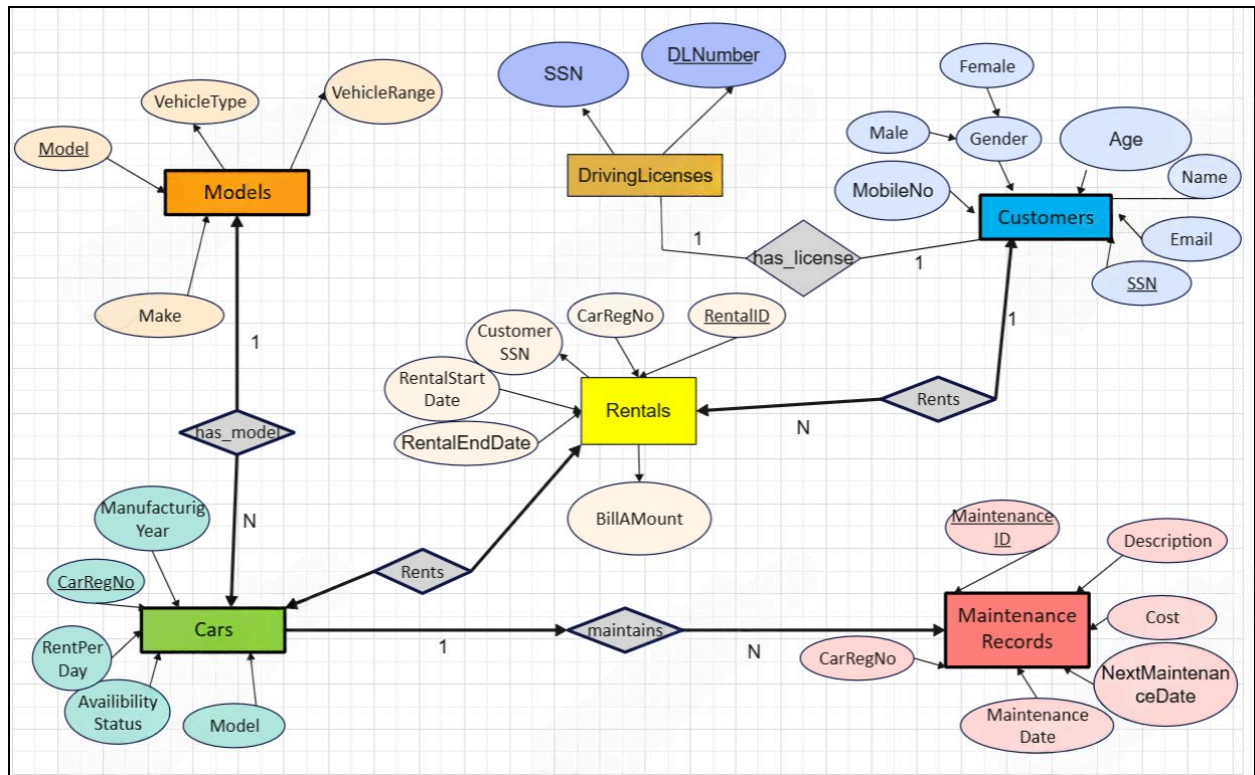 SSN
DLNumber
Female
VehicleType
VehicleRange
Male
Gender
Age
Model
DrivingLicenses
Name
Models
MobileNo
Customers
1
has_license
1
Email
SSN
Make
1
CarRegNo
RentalID
1
Customer
SSN
RentalStart
Date
Rentals
Rents
N
has_model
RentalEndDate
BillAMount
Manufacturig
Year
N
Maintenance
ID
Description
CarRegNo
Rents
Cars
maintains
Maintenance
Records
Cost
1
N
RentPer
Day
CarRegNo
NextMaintenan
ceDate
Availibility
Status
Model
Maintenance
Date